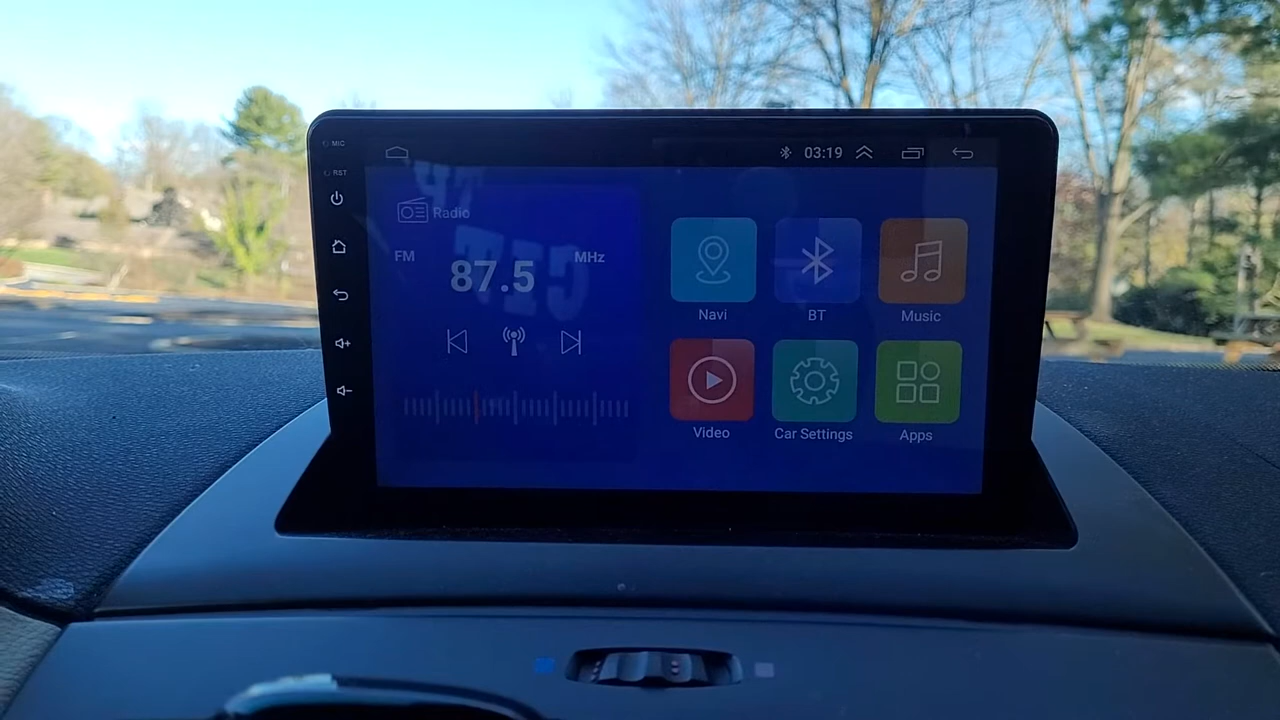 MIC
RST
03:19
Radio
FM
87.5
MHz
Navi
BT
Music
Video
Car Settings
Apps